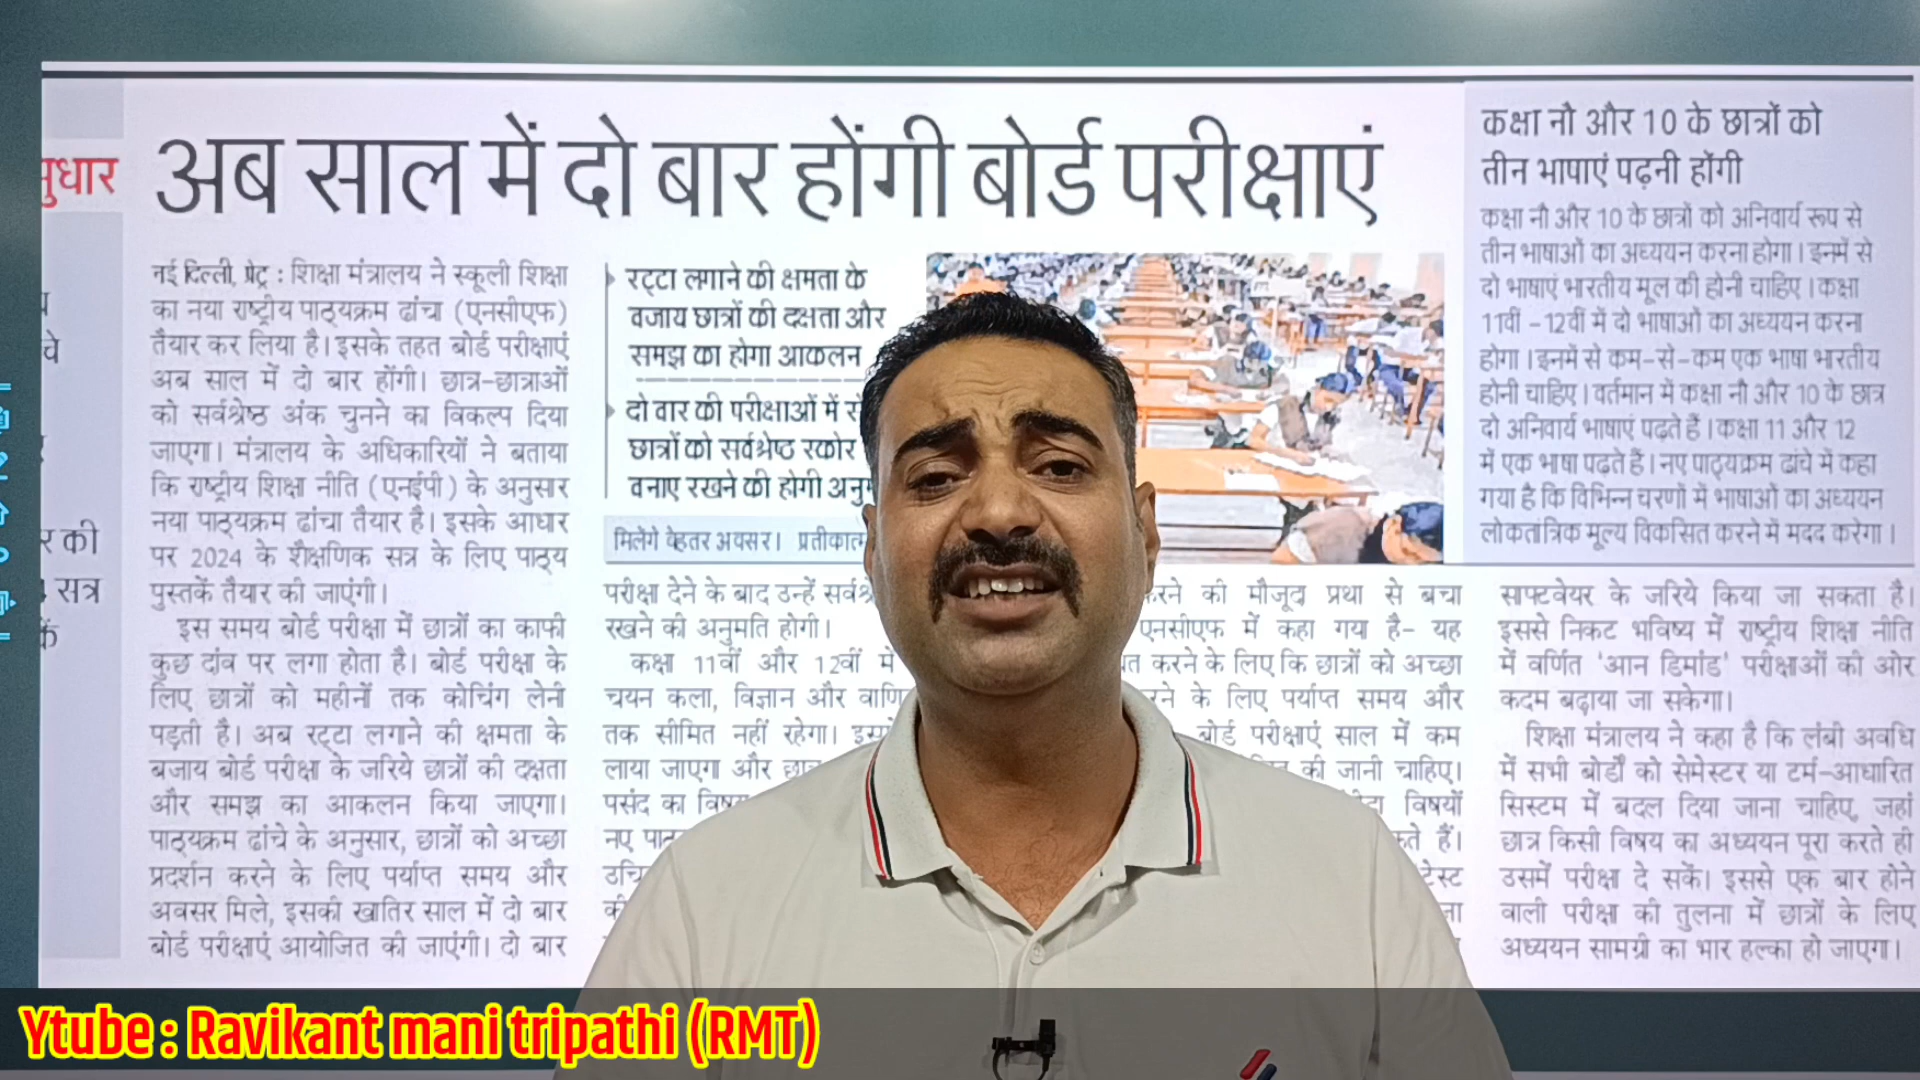 सुधार
चे
र की
सत्र
के
अब साल में दो बार होंगी बोर्ड परीक्षाएं
नई दिल्ली, प्रेट्र : शिक्षा मंत्रालय ने स्कूली शिक्षा
का नया राष्ट्रीय पाठ्यक्रम ढांचा (एनसीएफ)
तैयार कर लिया है। इसके तहत बोर्ड परीक्षाएं
अब साल में दो बार होंगी। छात्र-छात्राओं
को सर्वश्रेष्ठ अंक चुनने का विकल्प दिया
जाएगा। मंत्रालय के अधिकारियों ने बताया
कि राष्ट्रीय शिक्षा नीति (एनईपी) के अनुसार
नया पाठ्यक्रम ढांचा तैयार है। इसके आधार
पर 2024 के शैक्षणिक सत्र के लिए पाठ्य
पुस्तकें तैयार की जाएंगी।
इस समय बोर्ड परीक्षा में छात्रों का काफी
कुछ दांव पर लगा होता है। बोर्ड परीक्षा के
लिए छात्रों को महीनों तक कोचिंग लेनी
पड़ती है। अब रट्टा लगाने की क्षमता के
बजाय बोर्ड परीक्षा के जरिये छात्रों की दक्षता
और समझ का आकलन किया जाएगा।
पाठ्यक्रम ढांचे के अनुसार, छात्रों को अच्छा
प्रदर्शन करने के लिए पर्याप्त समय और
अवसर मिले, इसकी खातिर साल में दो बार
बोर्ड परीक्षाएं आयोजित की जाएंगी। दो बार
रट्टा लगाने की क्षमता के
बजाय छात्रों की दक्षता और
समझ का होगा आकलन
दो बार की परीक्षाओं में से
छात्रों को सर्वश्रेष्ठ स्कोर
बनाए रखने की होगी अनु
मिलेंगे बेहतर अवसर। प्रतीकात्म
परीक्षा देने के बाद उन्हें सर्वश्रे
रखने की अनुमति होगी।
कक्षा 11वीं और 12वीं में
चयन कला, विज्ञान और वाणि
तक सीमित नहीं रहेगा। इसमें
लाया जाएगा और छात्र
पसंद का विषय
नए पाठ
उचि
की
करने की मौजूदा प्रथा से बचा
एनसीएफ में कहा गया है- यह
त करने के लिए कि छात्रों को अच्छा
रने के लिए पर्याप्त समय और
बोर्ड परीक्षाएं साल में कम
की जानी चाहिए।
विषयों
ते हैं।
टेस्ट
ना
कक्षा नौ और 10 के छात्रों को
तीन भाषाएं पढ़नी होंगी
कक्षा नौ और 10 के छात्रों को अनिवार्य रूप से
तीन भाषाओं का अध्ययन करना होगा। इनमें से
दो भाषाएं भारतीय मूल की होनी चाहिए। कक्षा
11वीं-12वीं में दो भाषाओं का अध्ययन करना
होगा। इनमें से कम-से-कम एक भाषा भारतीय
होनी चाहिए। वर्तमान में कक्षा नौ और 10 के छात्र
दो अनिवार्य भाषाएं पढ़ते हैं। कक्षा 11 और 12
में एक भाषा पढ़ते हैं। नए पाठ्यक्रम ढांचे में कहा
गया है कि विभिन्न चरणों में भाषाओं का अध्ययन
लोकतांत्रिक मूल्य विकसित करने में मदद करेगा।
साफ्टवेयर के जरिये किया जा सकता है।
इससे निकट भविष्य में राष्ट्रीय शिक्षा नीति
में वर्णित 'आन डिमांड' परीक्षाओं की ओर
कदम बढ़ाया जा सकेगा।
शिक्षा मंत्रालय ने कहा है कि लंबी अवधि
में सभी बोर्डों को सेमेस्टर या टर्म-आधारित
सिस्टम में बदल दिया जाना चाहिए, जहां
छात्र किसी विषय का अध्ययन पूरा करते ही
उसमें परीक्षा दे सकें। इससे एक बार होने
वाली परीक्षा की तुलना में छात्रों के लिए
अध्ययन सामग्री का भार हल्का हो जाएगा।
Ytube : Ravikant mani tripathi (RMT)